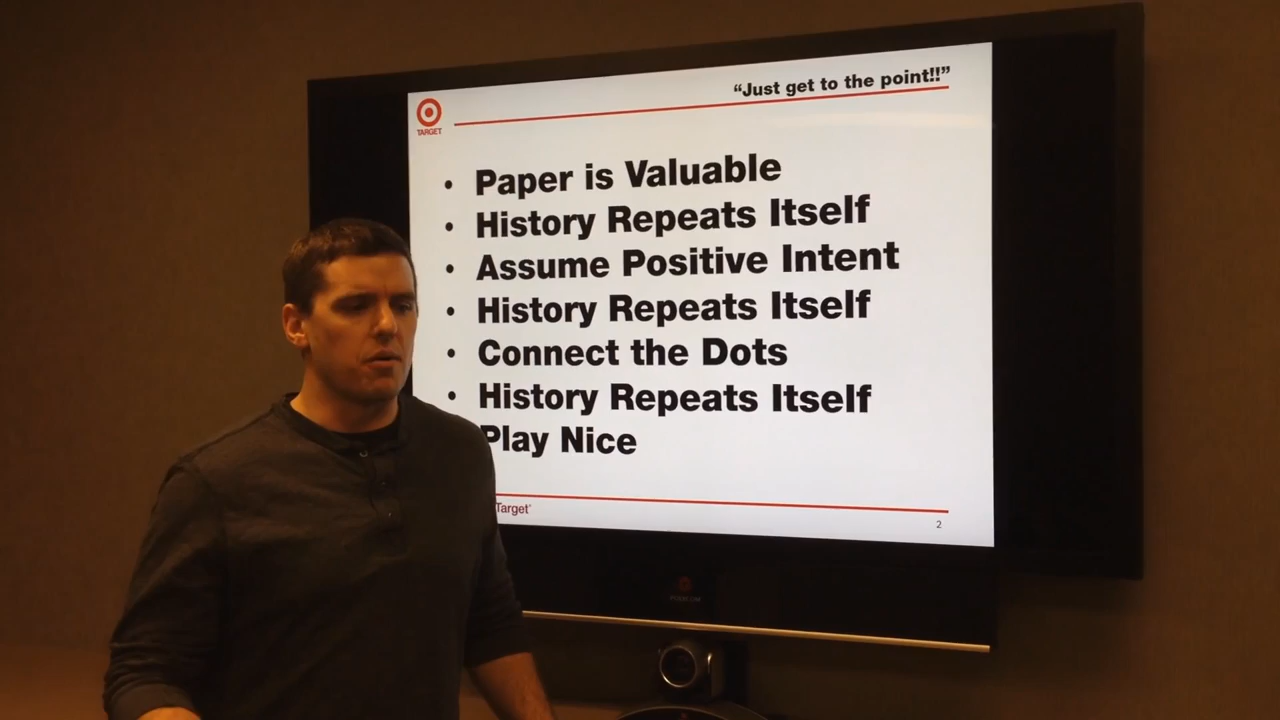 “Just get to the point!!”
TARGET
• Paper is Valuable
• History Repeats Itself
• Assume Positive Intent
• History Repeats Itself
• Connect the Dots
• History Repeats Itself
Play Nice
Target
2